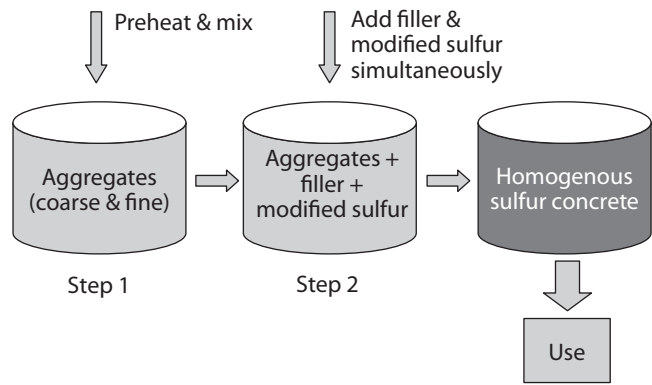 Preheat & mix
Add filler &
modified sulfur
simultaneously
Aggregates
(coarse & fine)
Aggregates +
filler +
modified sulfur
Homogenous
sulfur concrete
Step 1
Step 2
Use